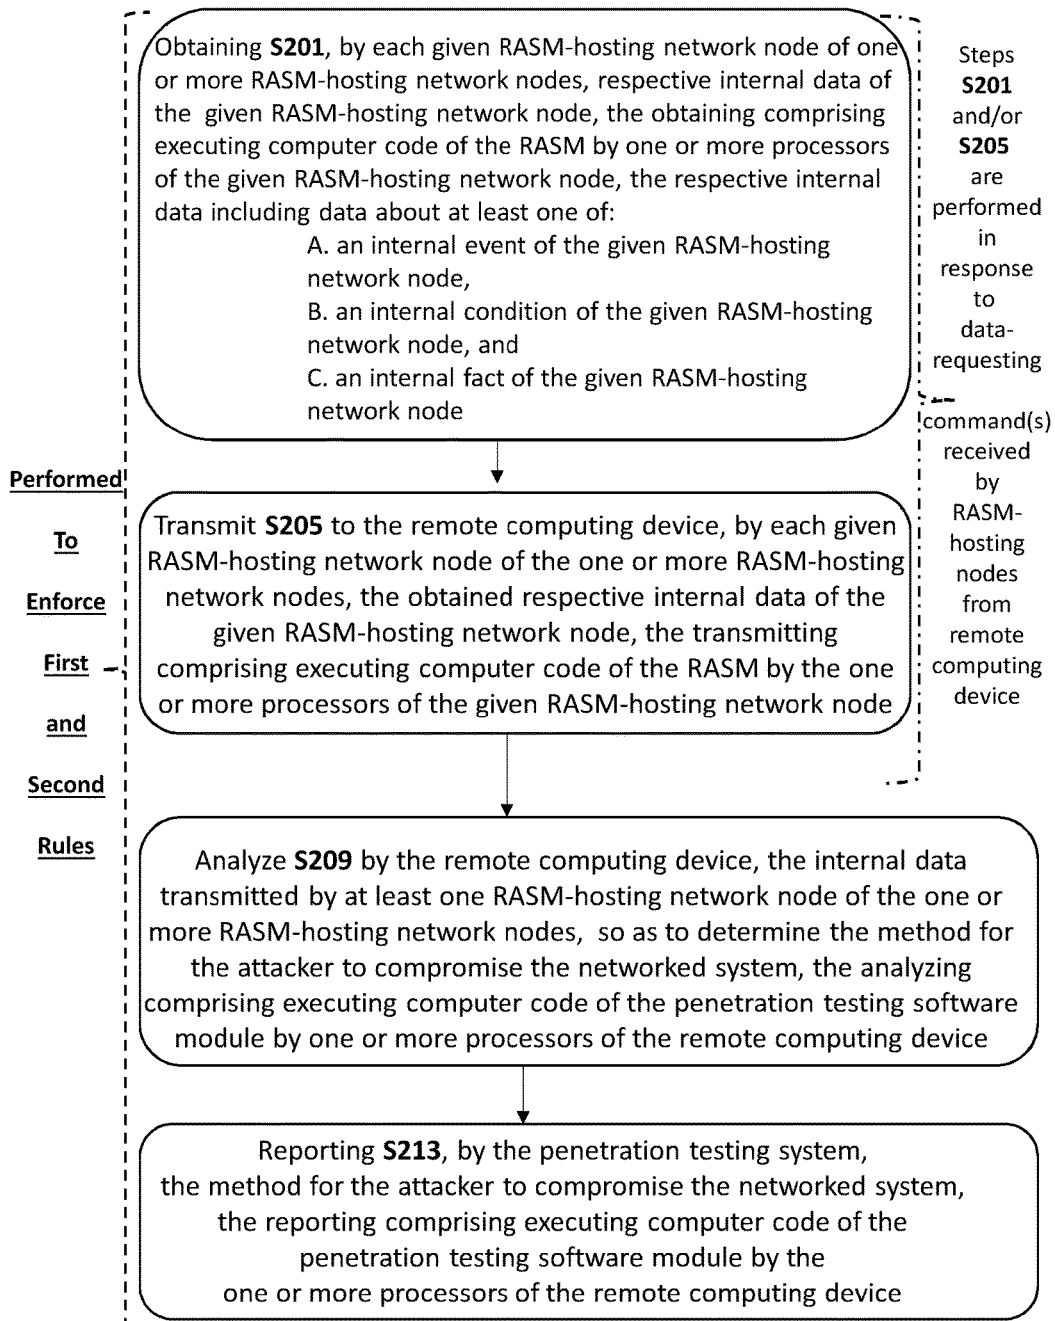 Obtaining S201, by each given RASM-hosting network node of one
or more RASM-hosting network nodes, respective internal data of
the given RASM-hosting network node, the obtaining comprising
executing computer code of the RASM by one or more processors
of the given RASM-hosting network node, the respective internal
data including data about at least one of:
A. an internal event of the given RASM-hosting
network node,
B. an internal condition of the given RASM-hosting
network node, and
C. an internal fact of the given RASM-hosting
network node
Steps
S201
and/or
S205
are
performed
in
response
to
data-
requesting
command(s)
received
by
RASM-
hosting
nodes
from
remote
computing
device
Performed
To
Enforce
First
and
Second
Rules
Transmit S205 to the remote computing device, by each given
RASM-hosting network node of the one or more RASM-hosting
network nodes, the obtained respective internal data of the
given RASM-hosting network node, the transmitting
comprising executing computer code of the RASM by the one
or more processors of the given RASM-hosting network node
Analyze S209 by the remote computing device, the internal data
transmitted by at least one RASM-hosting network node of the one or
more RASM-hosting network nodes, so as to determine the method for
the attacker to compromise the networked system, the analyzing
comprising executing computer code of the penetration testing software
module by one or more processors of the remote computing device
Reporting S213, by the penetration testing system,
the method for the attacker to compromise the networked system,
the reporting comprising executing computer code of the
penetration testing software module by the
one or more processors of the remote computing device